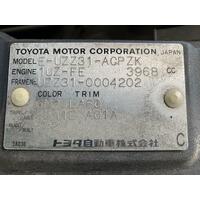 TOYOTA MOTOR CORPORATION JAPAN
MODEL E-UZZ31-ACPZK
ENGINE 1UZ-FE 3968 CC
FRAME№ UZZ31-0004202
COLOR TRIM
トヨタ自動車株式会社 C